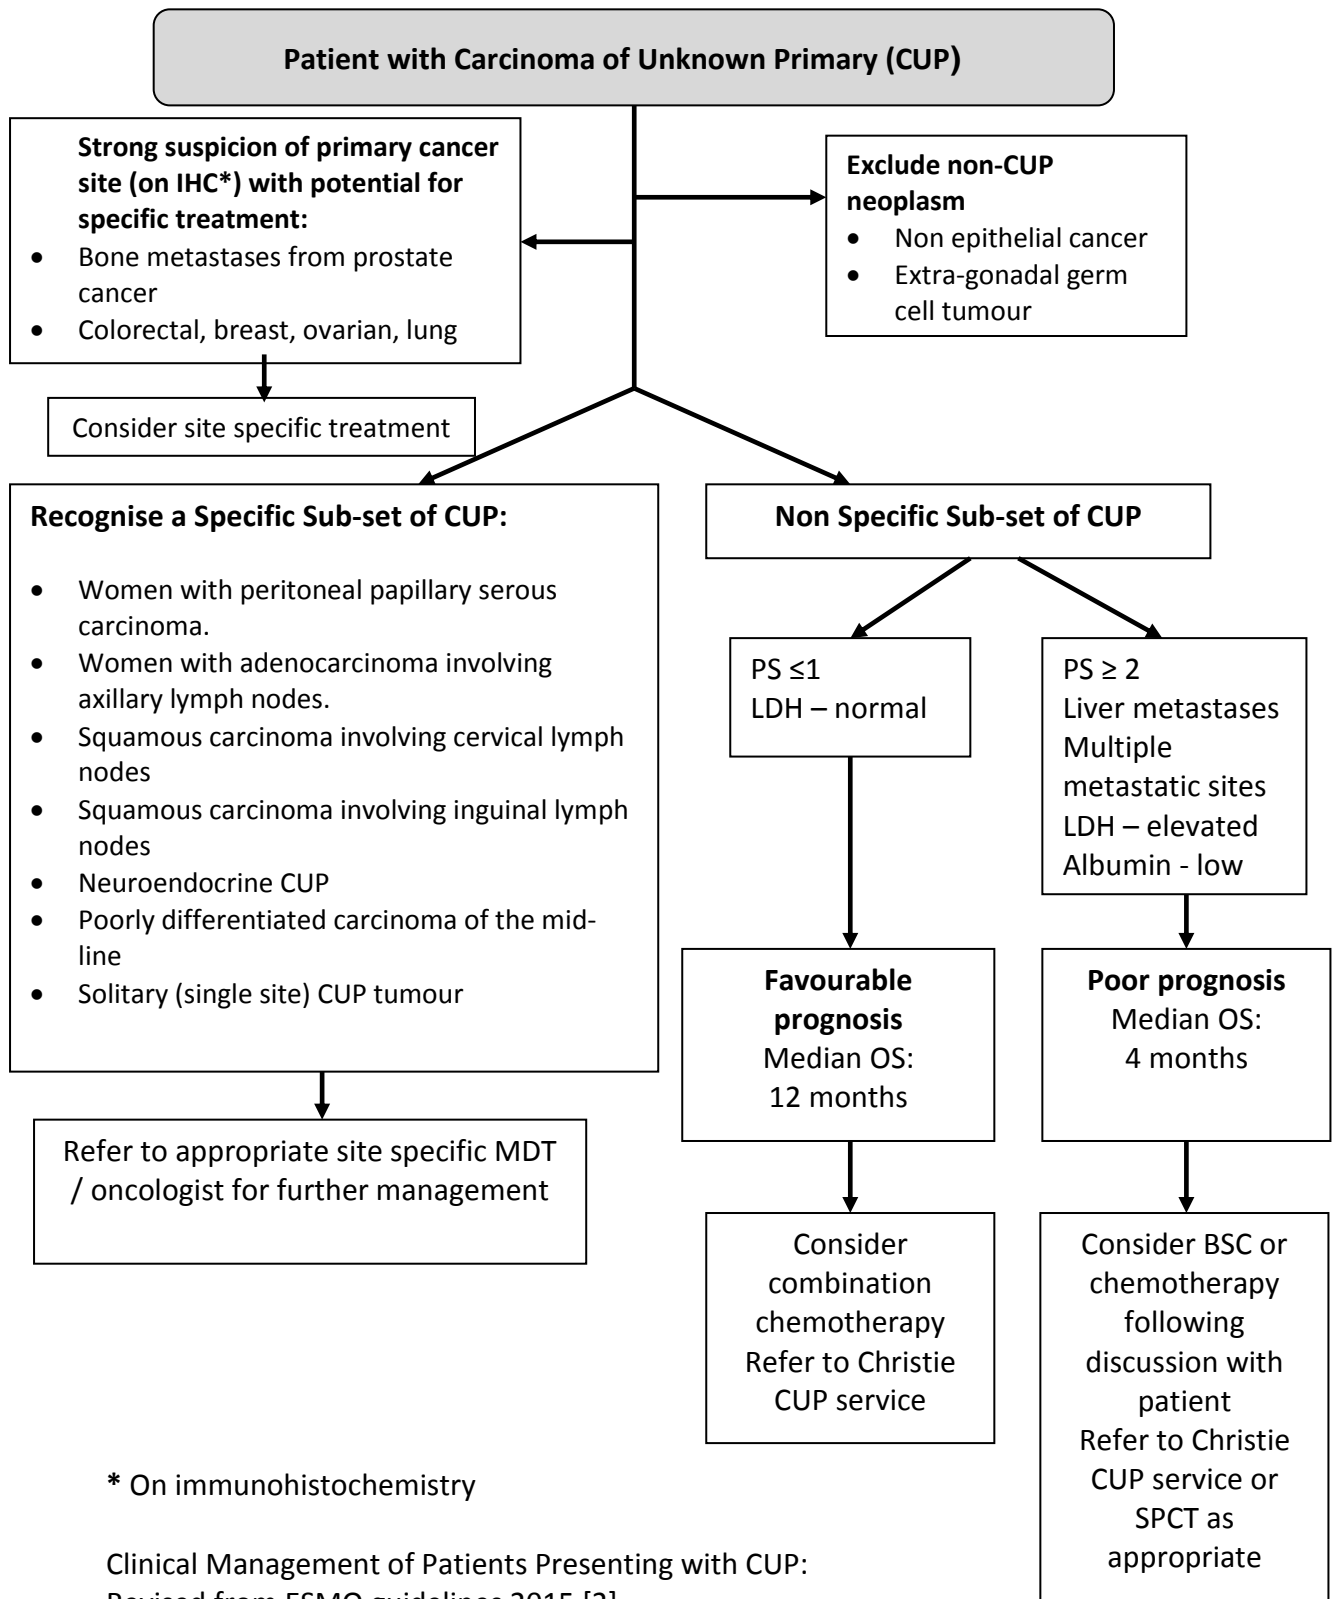 Patient with Carcinoma of Unknown Primary (CUP)
Strong suspicion of primary cancer
site (on IHC*) with potential for
specific treatment:
• Bone metastases from prostate
cancer
• Colorectal, breast, ovarian, lung
Exclude non-CUP
neoplasm
• Non epithelial cancer
• Extra-gonadal germ
cell tumour
Consider site specific treatment
Recognise a Specific Sub-set of CUP:
• Women with peritoneal papillary serous
carcinoma.
• Women with adenocarcinoma involving
axillary lymph nodes.
• Squamous carcinoma involving cervical lymph
nodes
• Squamous carcinoma involving inguinal lymph
nodes
• Neuroendocrine CUP
• Poorly differentiated carcinoma of the mid-
line
• Solitary (single site) CUP tumour
Refer to appropriate site specific MDT
/ oncologist for further management
Non Specific Sub-set of CUP
PS ≤1
LDH – normal
PS ≥ 2
Liver metastases
Multiple
metastatic sites
LDH – elevated
Albumin - low
Favourable
prognosis
Median OS:
12 months
Poor prognosis
Median OS:
4 months
Consider
combination
chemotherapy
Refer to Christie
CUP service
Consider BSC or
chemotherapy
following
discussion with
patient
Refer to Christie
CUP service or
SPCT as
appropriate
* On immunohistochemistry
Clinical Management of Patients Presenting with CUP:
Revised from ESMO guidelines 2015 [2]